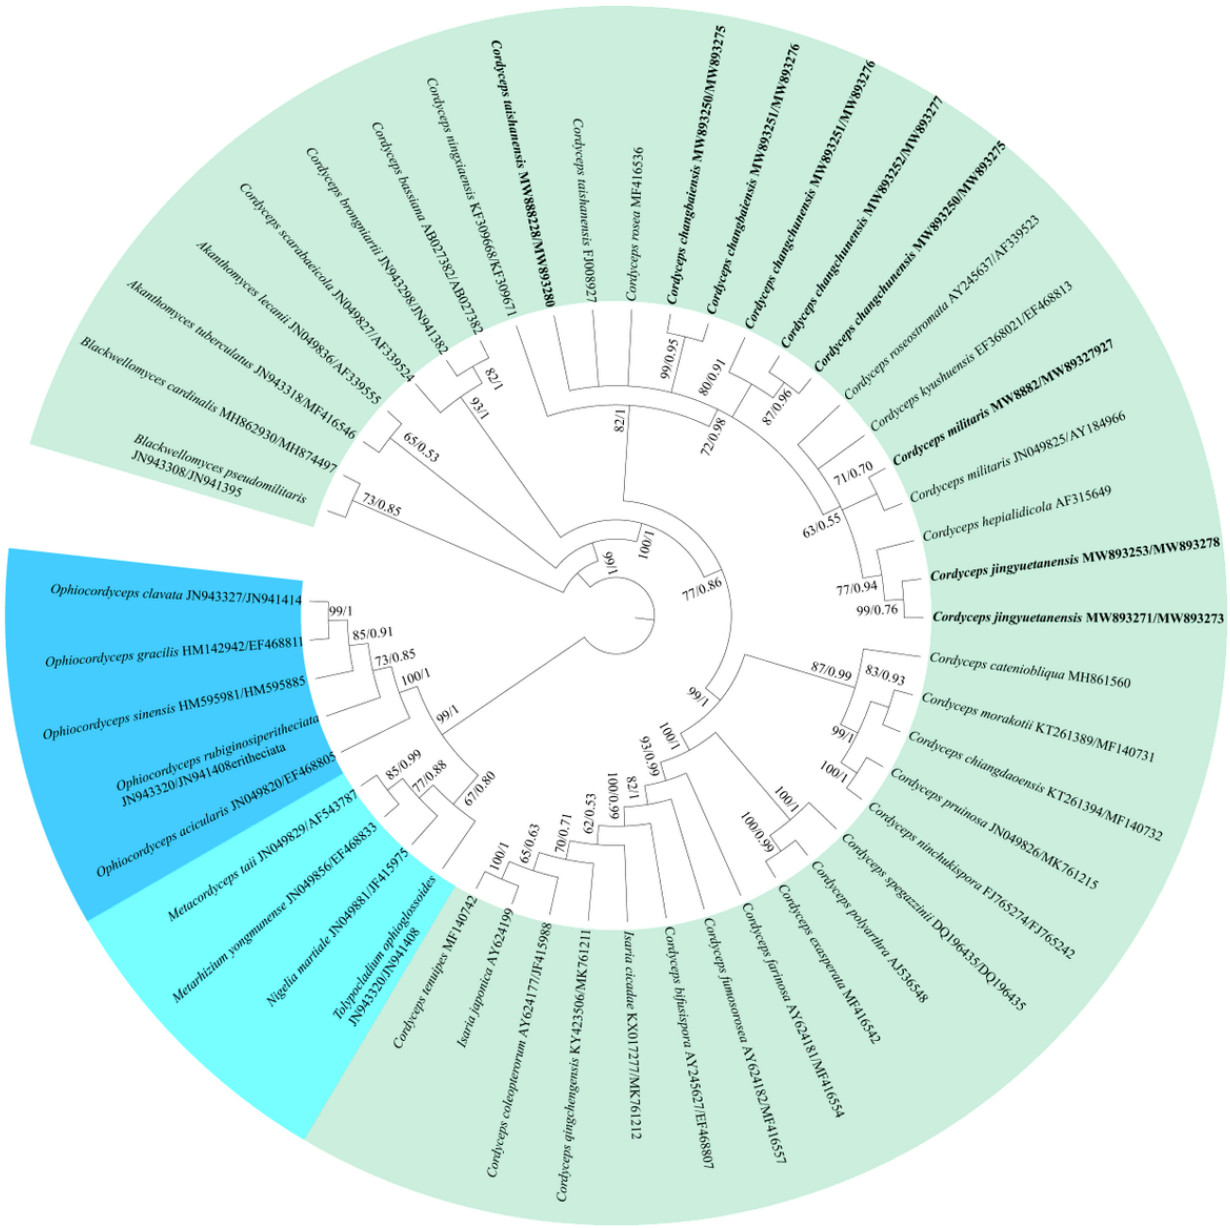 Blackwellomyces pseudomilitaris
JN943308/JN941395
Blackwellomyces cardinalis MH862930/MH874497
Akanthomyces tuberculatus JN943318/MF416546
Akanthomyces lecanii JN049836/AF339555
Cordyceps scarabaeicola JN049827/AF339524
Cordyceps brongniartii JN943298/JN941382
Cordyceps bassiana AB027382/AB027382
Cordyceps ningxiaensis KF309668/KF309671
Cordyceps taishanensis MW888228/MW893280
Cordyceps taishanensis FJ008927
Cordyceps rosea MF416536
Cordyceps changbaiensis MW893250/MW893275
Cordyceps changbaiensis MW893251/MW893276
Cordyceps changchunensis MW893251/MW893276
Cordyceps changchunensis MW893252/MW893277
Cordyceps changchunensis MW893250/MW893275
Cordyceps roseostromata AY245637/AF339523
Cordyceps kyushuensis EF368021/EF468813
Cordyceps militaris MW8882/MW89327927
Cordyceps militaris JN049825/AY184966
Cordyceps hepialidicola AF315649
Cordyceps jingyuetanensis MW893253/MW893278
Cordyceps jingyuetanensis MW893271/MW893273
Cordyceps cateniobliqua MH861560
Cordyceps morakotii KT261389/MF140731
Cordyceps chiangdaoensis KT261394/MF140732
Cordyceps pruinosa JN049826/MK761215
Cordyceps ninchukispora FJ765274/FJ765242
Cordyceps spegazzinii DQ196435/DQ196435
Cordyceps polyarthra AJ536548
Cordyceps exasperata MF416542
Cordyceps farinosa AY624181/MF416554
Cordyceps fumosorosea AY624182/MF416557
Cordyceps bifusispora AY245627/EF468807
Isaria cicadae KX017277/MK761212
Cordyceps qingchengensis KY423506/MK761211
Cordyceps coleopterorum AY624177/JF415988
Isaria japonica AY624199
Cordyceps tenuipes MF140742
Tolypocladium ophioglossoides
JN943320/JN941408
Nigelia martiale JN049881/JF415975
Metarhizium yongmunense JN049856/EF468833
Metacordyceps taii JN049829/AF543787
Ophiocordyceps acicularis JN049820/EF468805
Ophiocordyceps rubiginosiperitheciata
JN943320/JN941408eritheciata
Ophiocordyceps sinensis HM595981/HM595885
Ophiocordyceps gracilis HM142942/EF468811
Ophiocordyceps clavata JN943327/JN941414
73/0.85
65/0.53
93/1
82/1
82/1
99/0.95
80/0.91
87/0.96
72/0.98
71/0.70
63/0.55
77/0.94
99/0.76
100/1
99/1
77/0.86
87/0.99
83/0.93
99/1
100/1
99/1
100/1
100/1
100/0.99
93/0.99
82/1
100/0.99
62/0.53
70/0.71
65/0.63
100/1
99/1
85/0.91
73/0.85
100/1
99/1
85/0.99
77/0.88
67/0.80